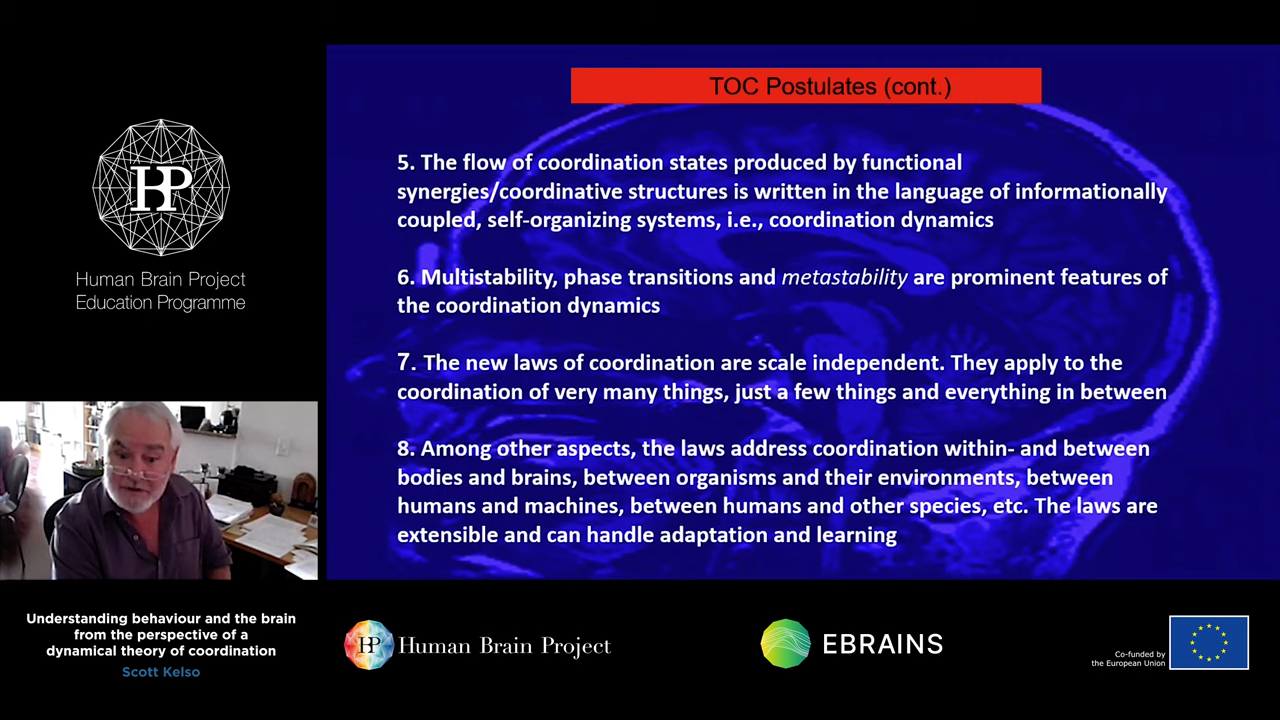 TOC Postulates (cont.)
5. The flow of coordination states produced by functional
synergies/coordinative structures is written in the language of informationally
coupled, self-organizing systems, i.e., coordination dynamics
6. Multistability, phase transitions and metastability are prominent features of
the coordination dynamics
7. The new laws of coordination are scale independent. They apply to the
coordination of very many things, just a few things and everything in between
8. Among other aspects, the laws address coordination within- and between
bodies and brains, between organisms and their environments, between
humans and machines, between humans and other species, etc. The laws are
extensible and can handle adaptation and learning
HP
Human Brain Project
Education Programme
Understanding behaviour and the brain
from the perspective of a
dynamical theory of coordination
Scott Kelso
HP Human Brain Project
EBRAINS
Co-funded by
the European Union